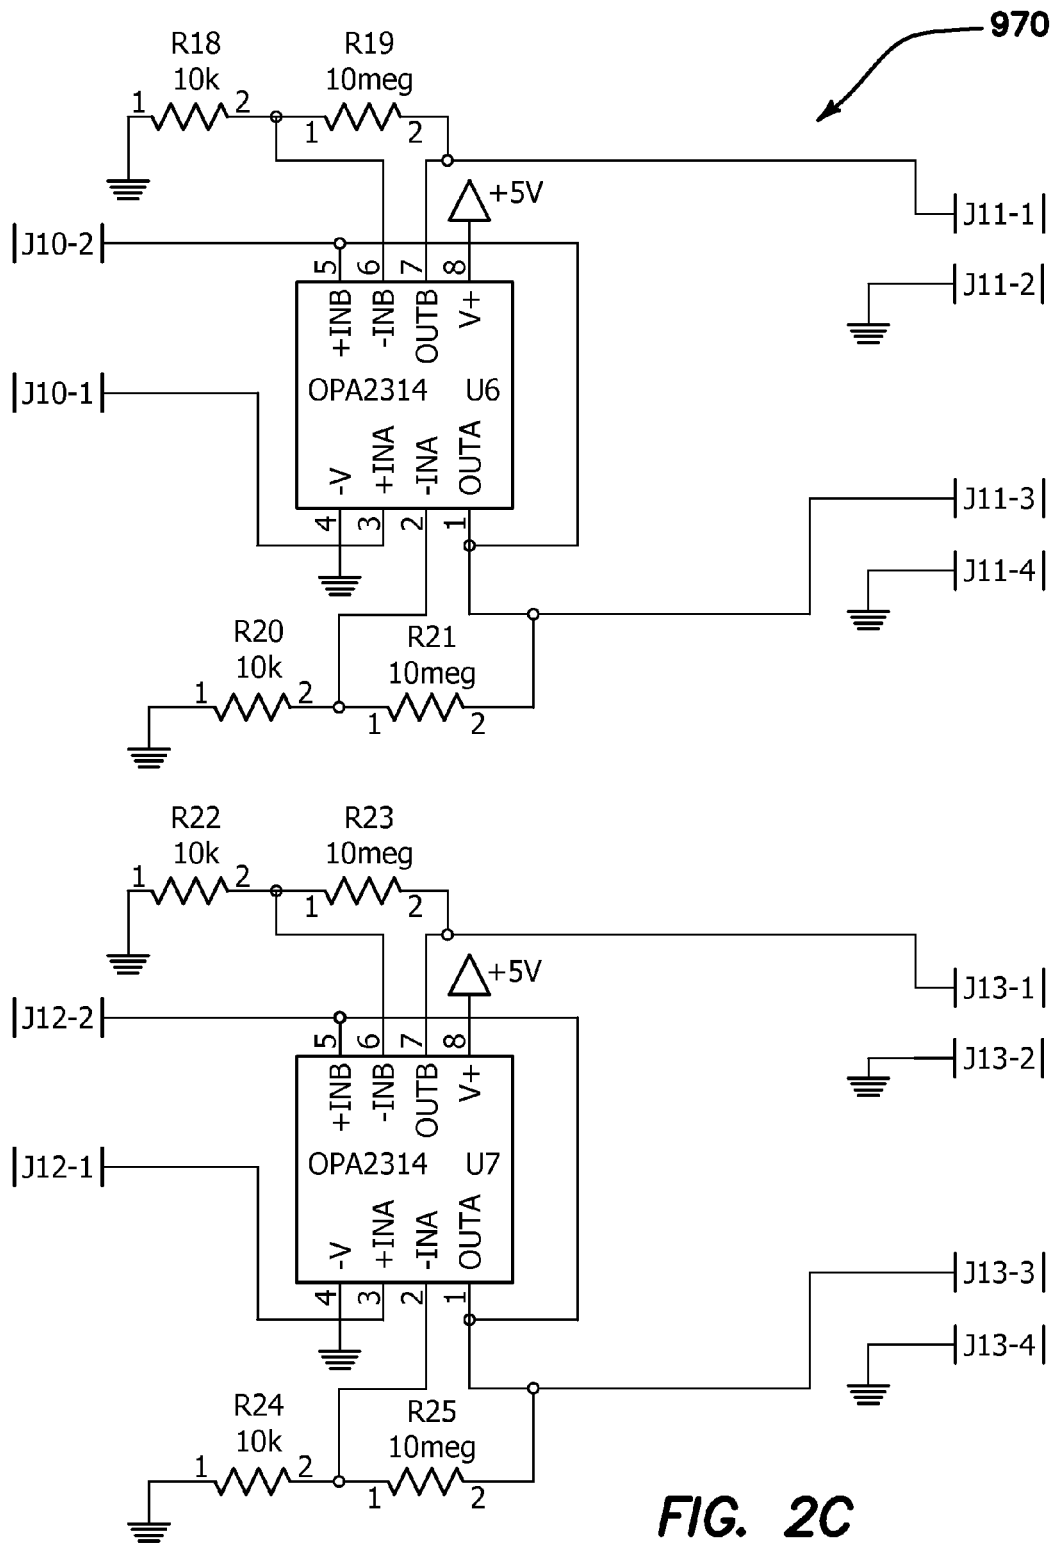 970
R18 R19
10k 10meg
1 2 1 2
+5V
J11-1
J10-2
J11-2
5 6 7 8
+INB -INB OUTB V+
OPA2314 U6
J10-1
-V +INA -INA OUTA
4 3 2 1
J11-3
J11-4
R20 R21
10k 10meg
1 2 1 2
R22 R23
10k 10meg
1 2 1 2
+5V
J13-1
J12-2
J13-2
5 6 7 8
+INB -INB OUTB V+
OPA2314 U7
J12-1
-V +INA -INA OUTA
4 3 2 1
J13-3
J13-4
R24 R25
10k 10meg
1 2 1 2
FIG. 2C